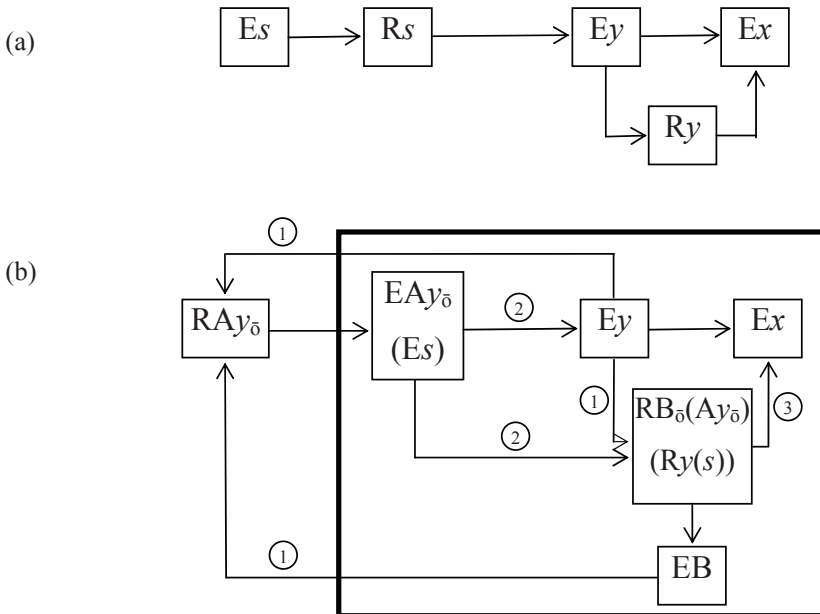 (a)
Es
Rs
Ey
Ex
Ry
(b)
①
RAyō
EAyō
(Es)
②
Ey
Ex
①
RBō(Ayō)
(Ry(s))
③
②
EB
①